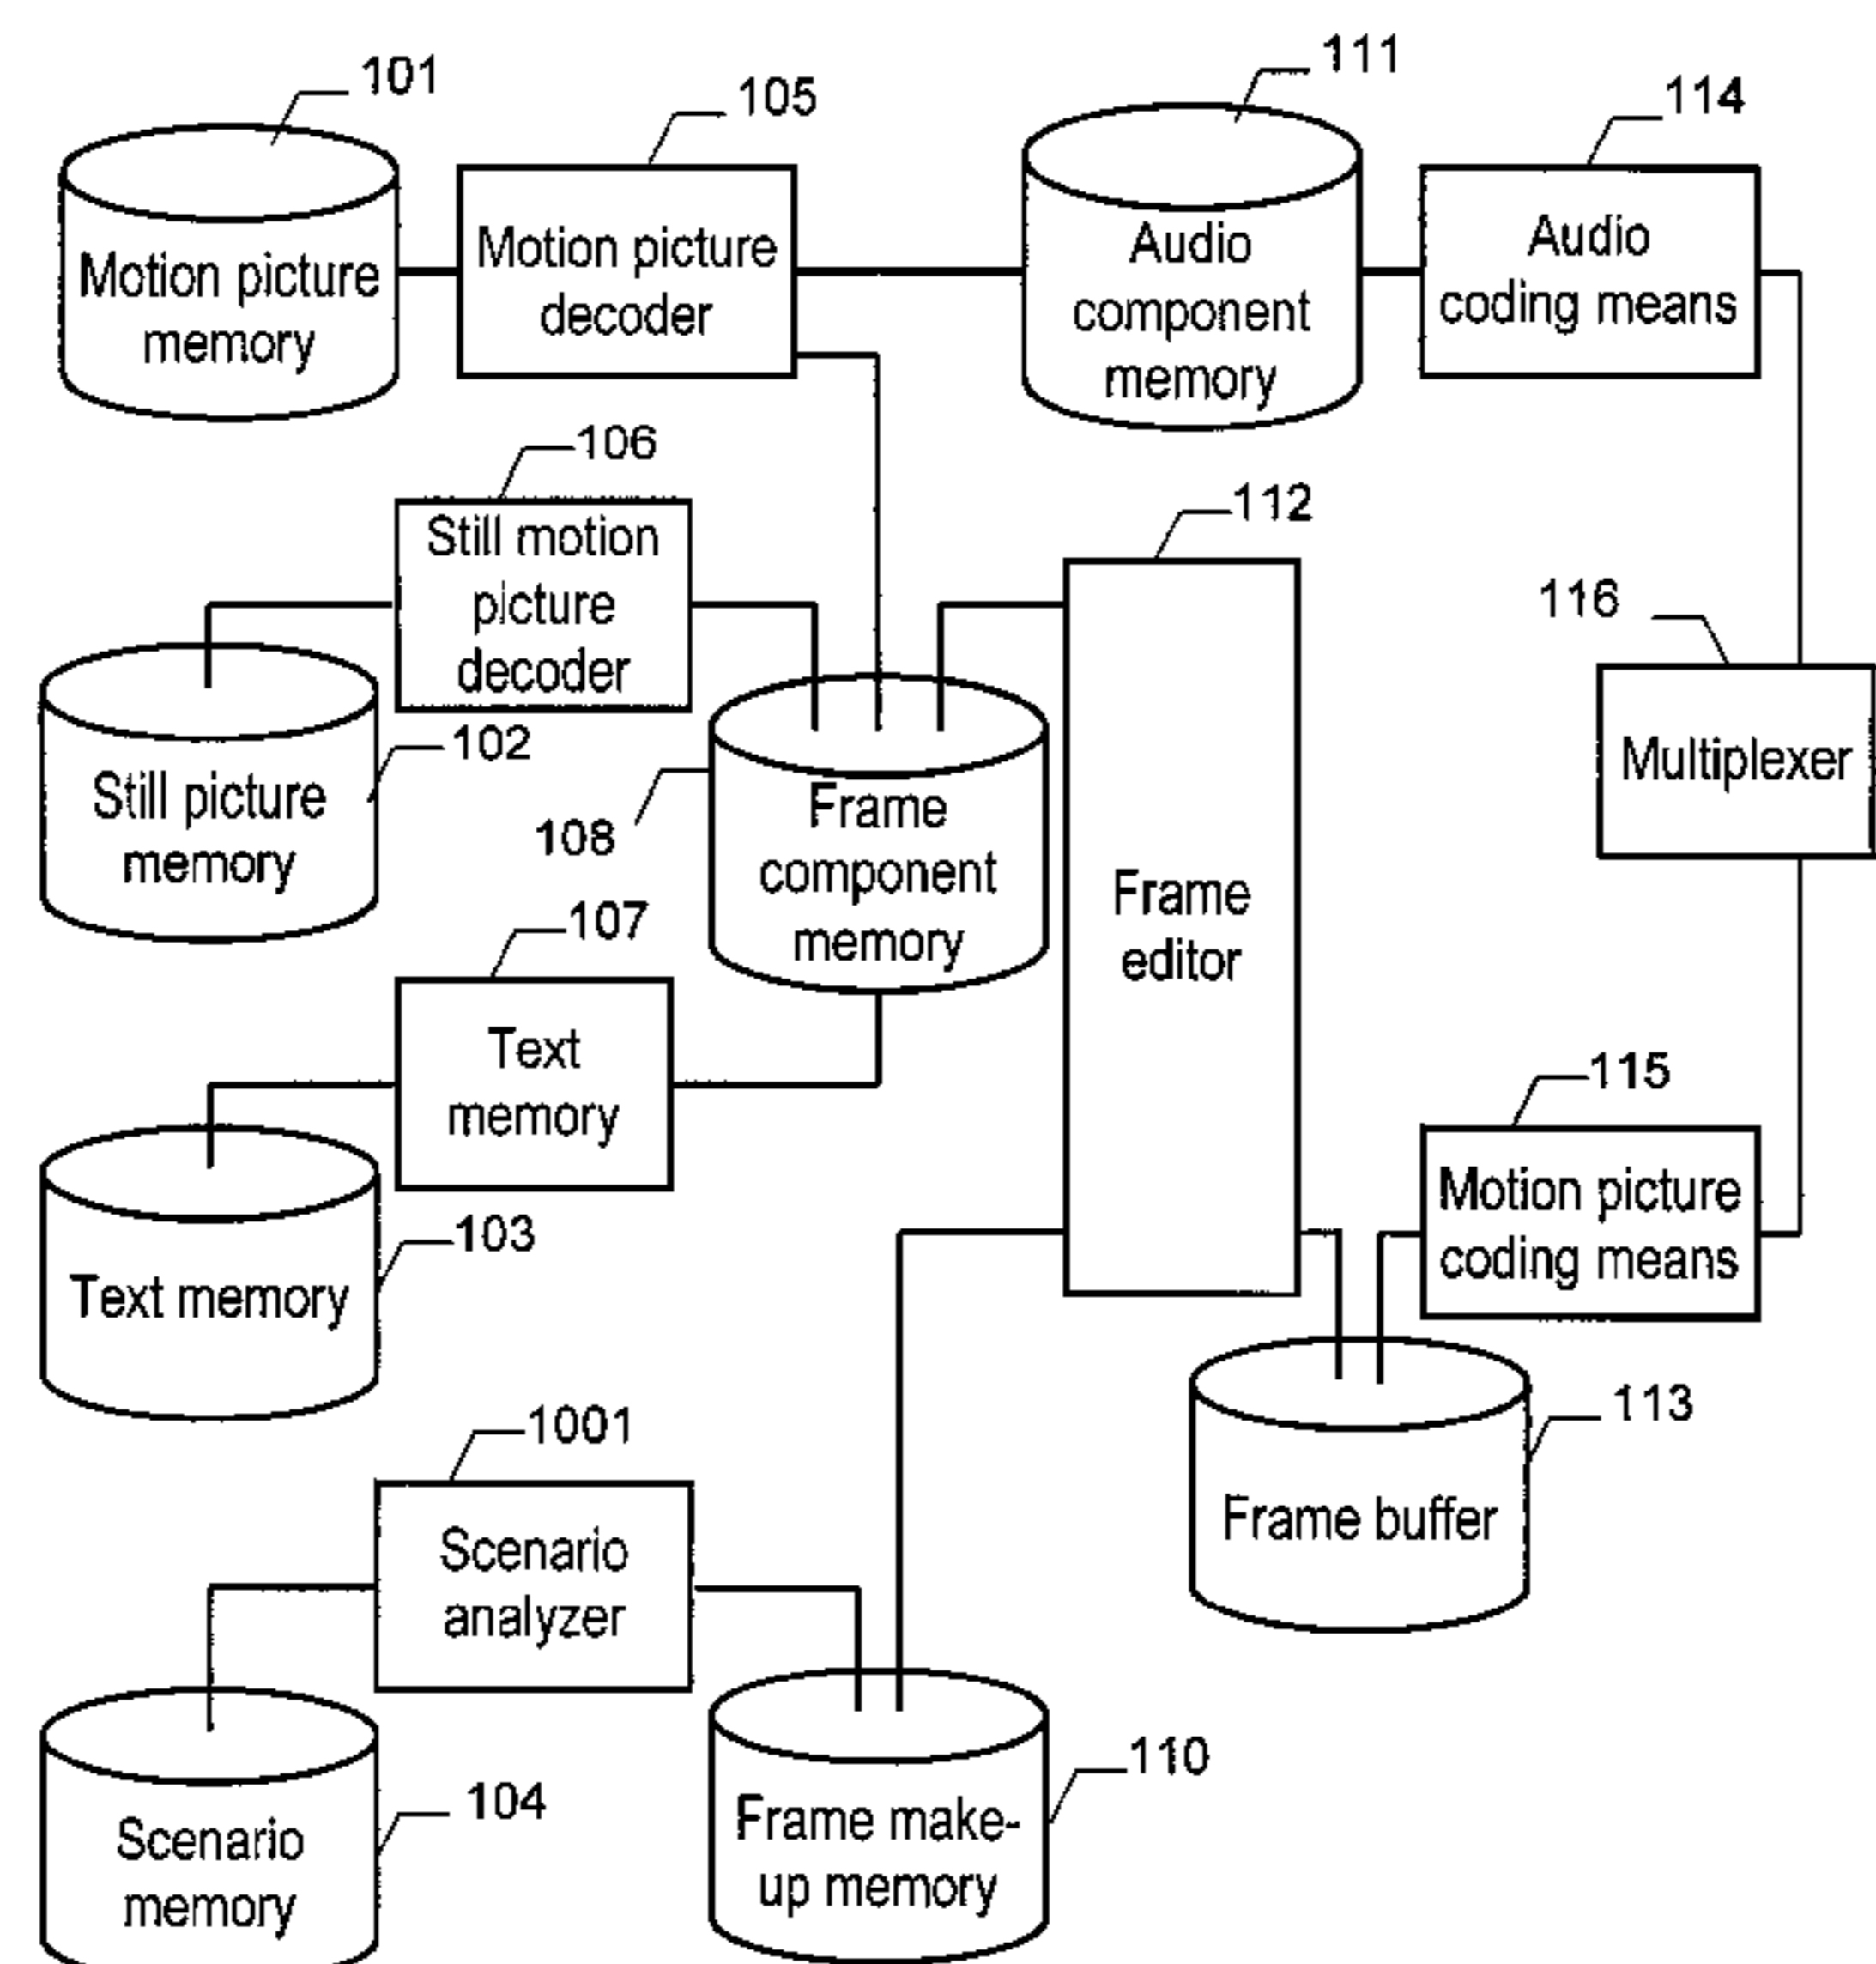 101
105
111
114
Motion picture
memory
Motion picture
decoder
Audio
component
memory
Audio
coding means
106
Still motion
picture
decoder
112
116
102
Still picture
memory
108
Frame
component
memory
Multiplexer
Frame
editor
107
Text
memory
115
Motion picture
coding means
103
Text memory
1001
Scenario
analyzer
113
Frame buffer
104
Scenario
memory
110
Frame make-
up memory